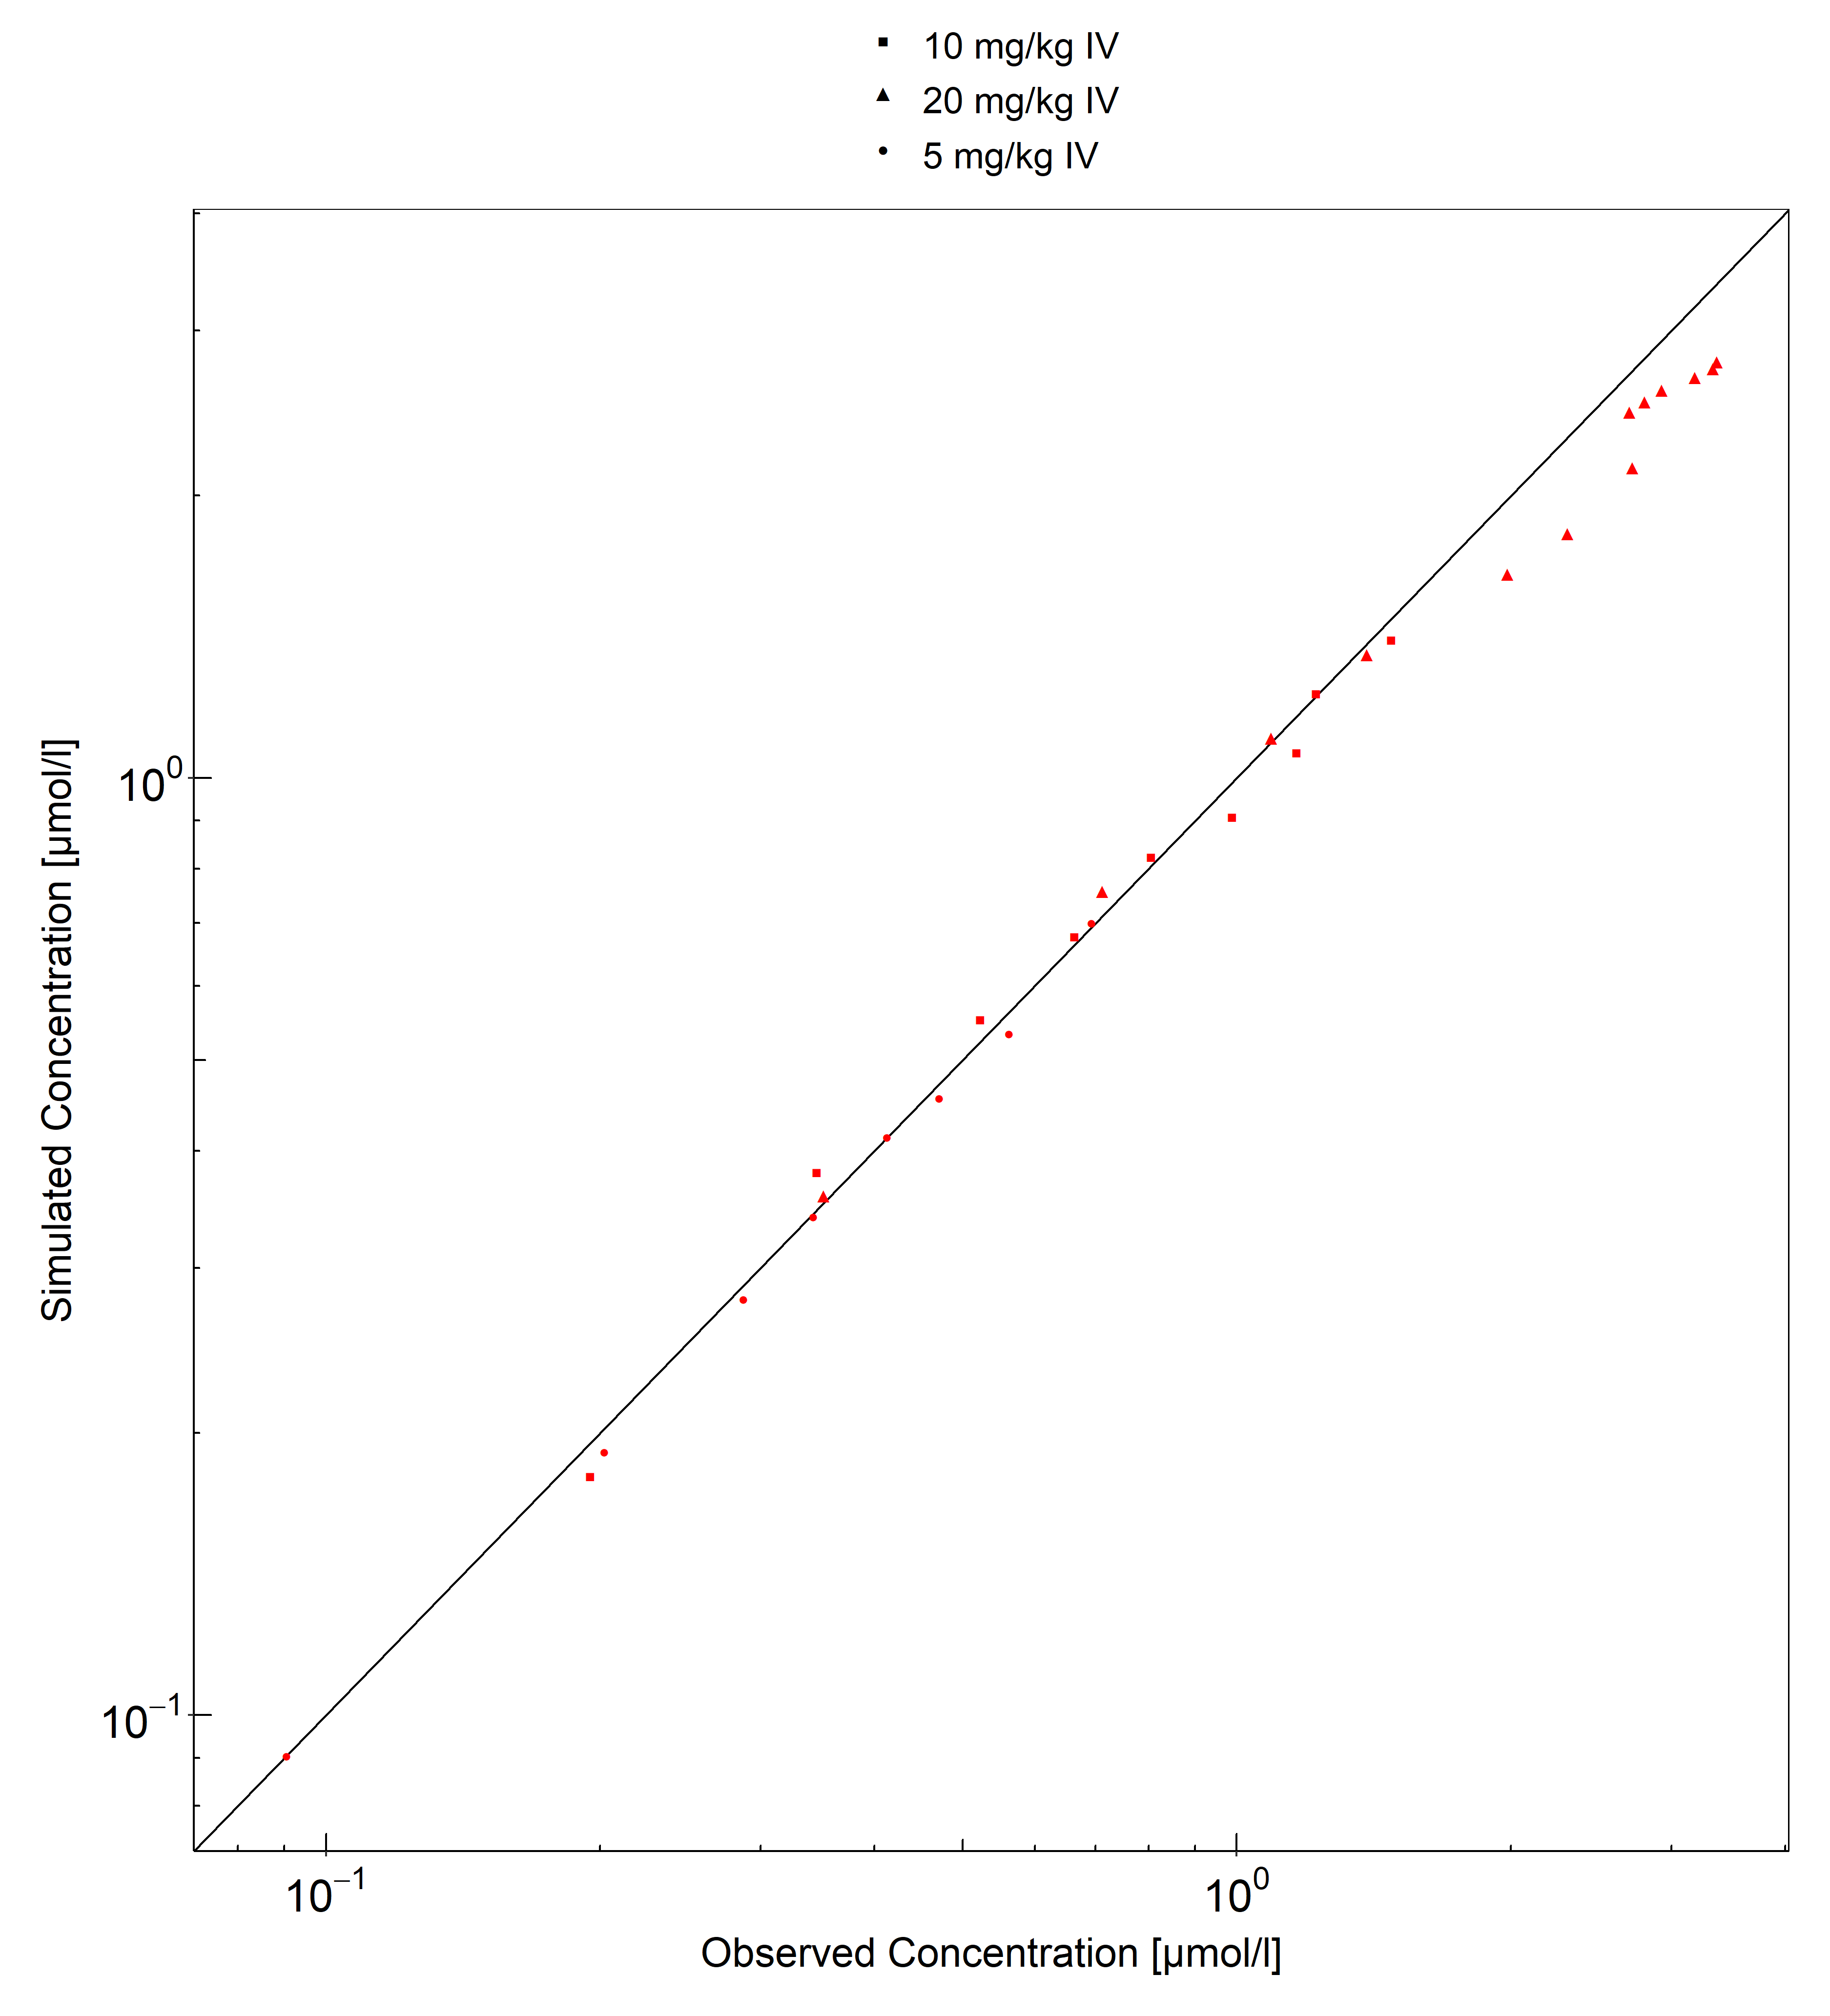 10 mg/kg IV
20 mg/kg IV
5 mg/kg IV
Simulated Concentration [µmol/l]
10⁰
10⁻¹
10⁻¹
10⁰
Observed Concentration [µmol/l]